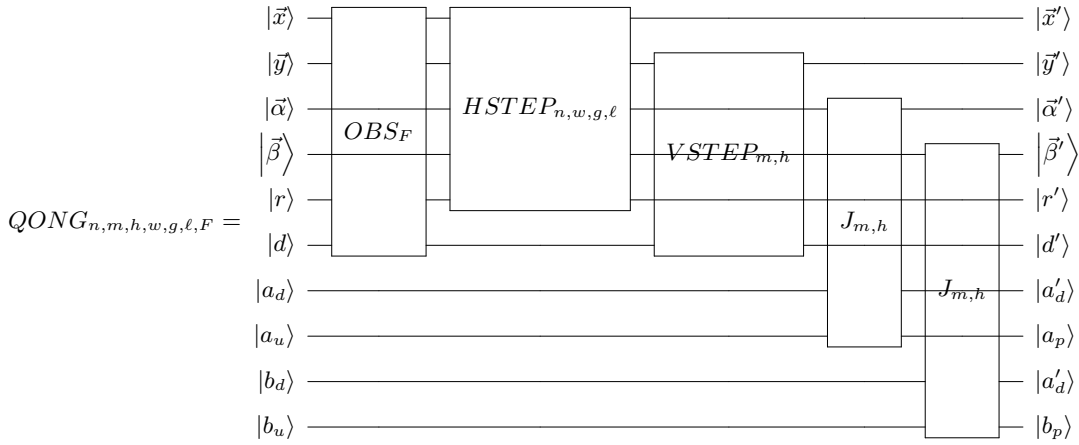 |x⃗⟩ |x⃗′⟩
|y⃗⟩ |y⃗′⟩
HSTEP_{n,w,g,ℓ}
|α⃗⟩ |α⃗′⟩
OBS_F
|β⃗⟩ VSTEP_{m,h} |β⃗′⟩
|r⟩ |r′⟩
QONG_{n,m,h,w,g,ℓ,F} = J_{m,h}
|d⟩ |d′⟩
|a_d⟩ J_{m,h} |a′_d⟩
|a_u⟩ |a_p⟩
|b_d⟩ |a′_d⟩
|b_u⟩ |b_p⟩